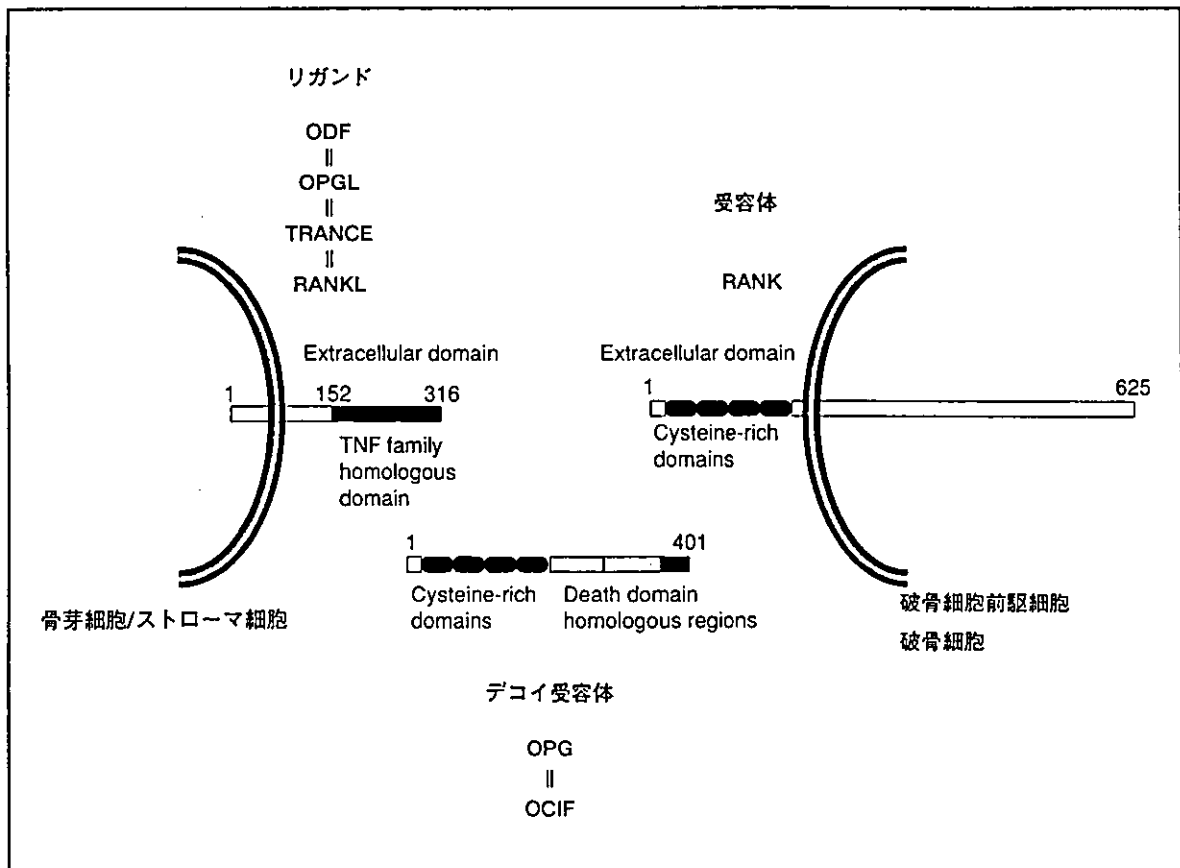 リガンド
ODF
||
OPGL
||
TRANCE
||
RANKL
受容体
RANK
Extracellular domain
1 152 316
TNF family
homologous
domain
Extracellular domain
1 625
Cysteine-rich
domains
1 401
Cysteine-rich
domains
Death domain
homologous regions
骨芽細胞/ストローマ細胞
破骨細胞前駆細胞
破骨細胞
デコイ受容体
OPG
||
OCIF